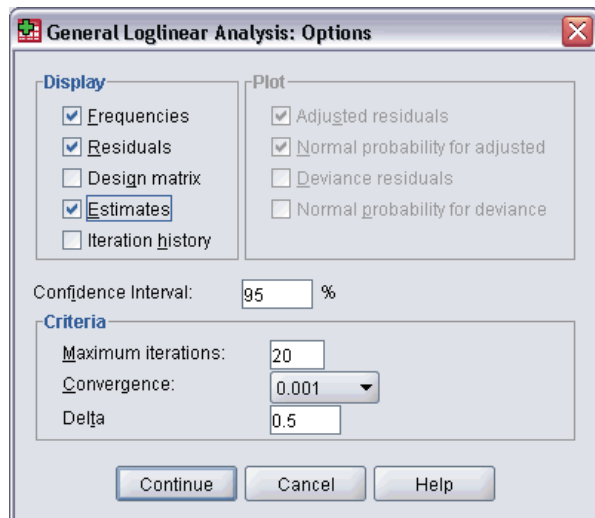 General Loglinear Analysis: Options
Display
Frequencies
Residuals
Design matrix
Estimates
Iteration history
Plot
Adjusted residuals
Normal probability for adjusted
Deviance residuals
Normal probability for deviance
Confidence Interval: 95 %
Criteria
Maximum iterations: 20
Convergence: 0.001
Delta 0.5
Continue Cancel Help